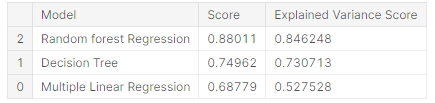 Model Score Explained Variance Score
2 Random forest Regression 0.88011 0.846248
1 Decision Tree 0.74962 0.730713
0 Multiple Linear Regression 0.68779 0.527528